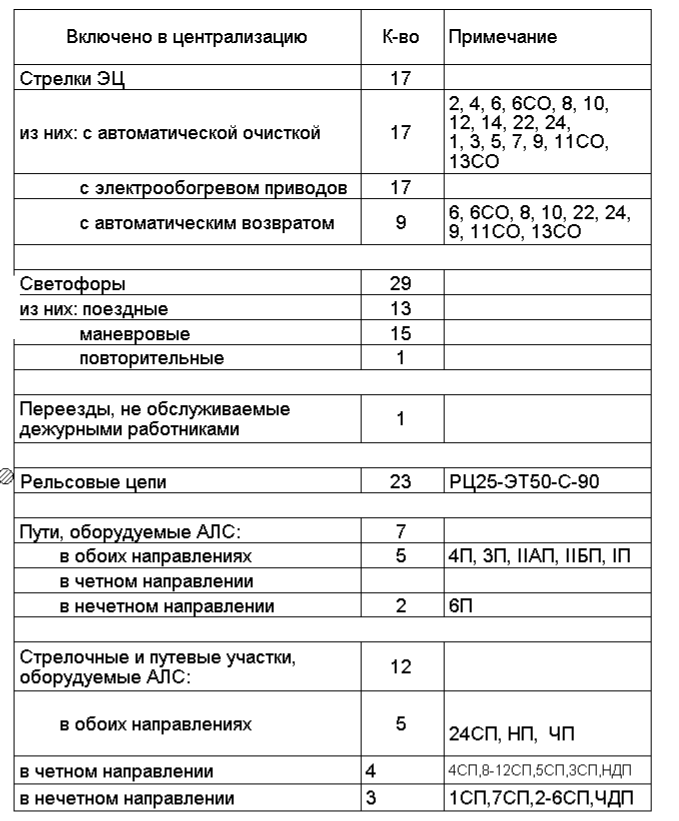 Включено в централизацию К-во Примечание
Стрелки ЭЦ 17
2, 4, 6, 6СО, 8, 10,
12, 14, 22, 24,
из них: с автоматической очисткой 17
1, 3, 5, 7, 9, 11СО,
13СО
с электрообогревом приводов 17
с автоматическим возвратом 9 6, 6СО, 8, 10, 22, 24,
9, 11СО, 13СО
Светофоры 29
из них: поездные 13
маневровые 15
повторительные 1
Переезды, не обслуживаемые
дежурными работниками 1
Рельсовые цепи 23 РЦ25-ЭТ50-С-90
Пути, оборудуемые АЛС: 7
в обоих направлениях 5 4П, 3П, IIАП, IIБП, IП
в четном направлении
в нечетном направлении 2 6П
Стрелочные и путевые участки,
оборудуемые АЛС: 12
в обоих направлениях 5 24СП, НП, ЧП
в четном направлении 4 4СП,8-12СП,5СП,3СП,НДП
в нечетном направлении 3 1СП,7СП,2-6СП,ЧДП